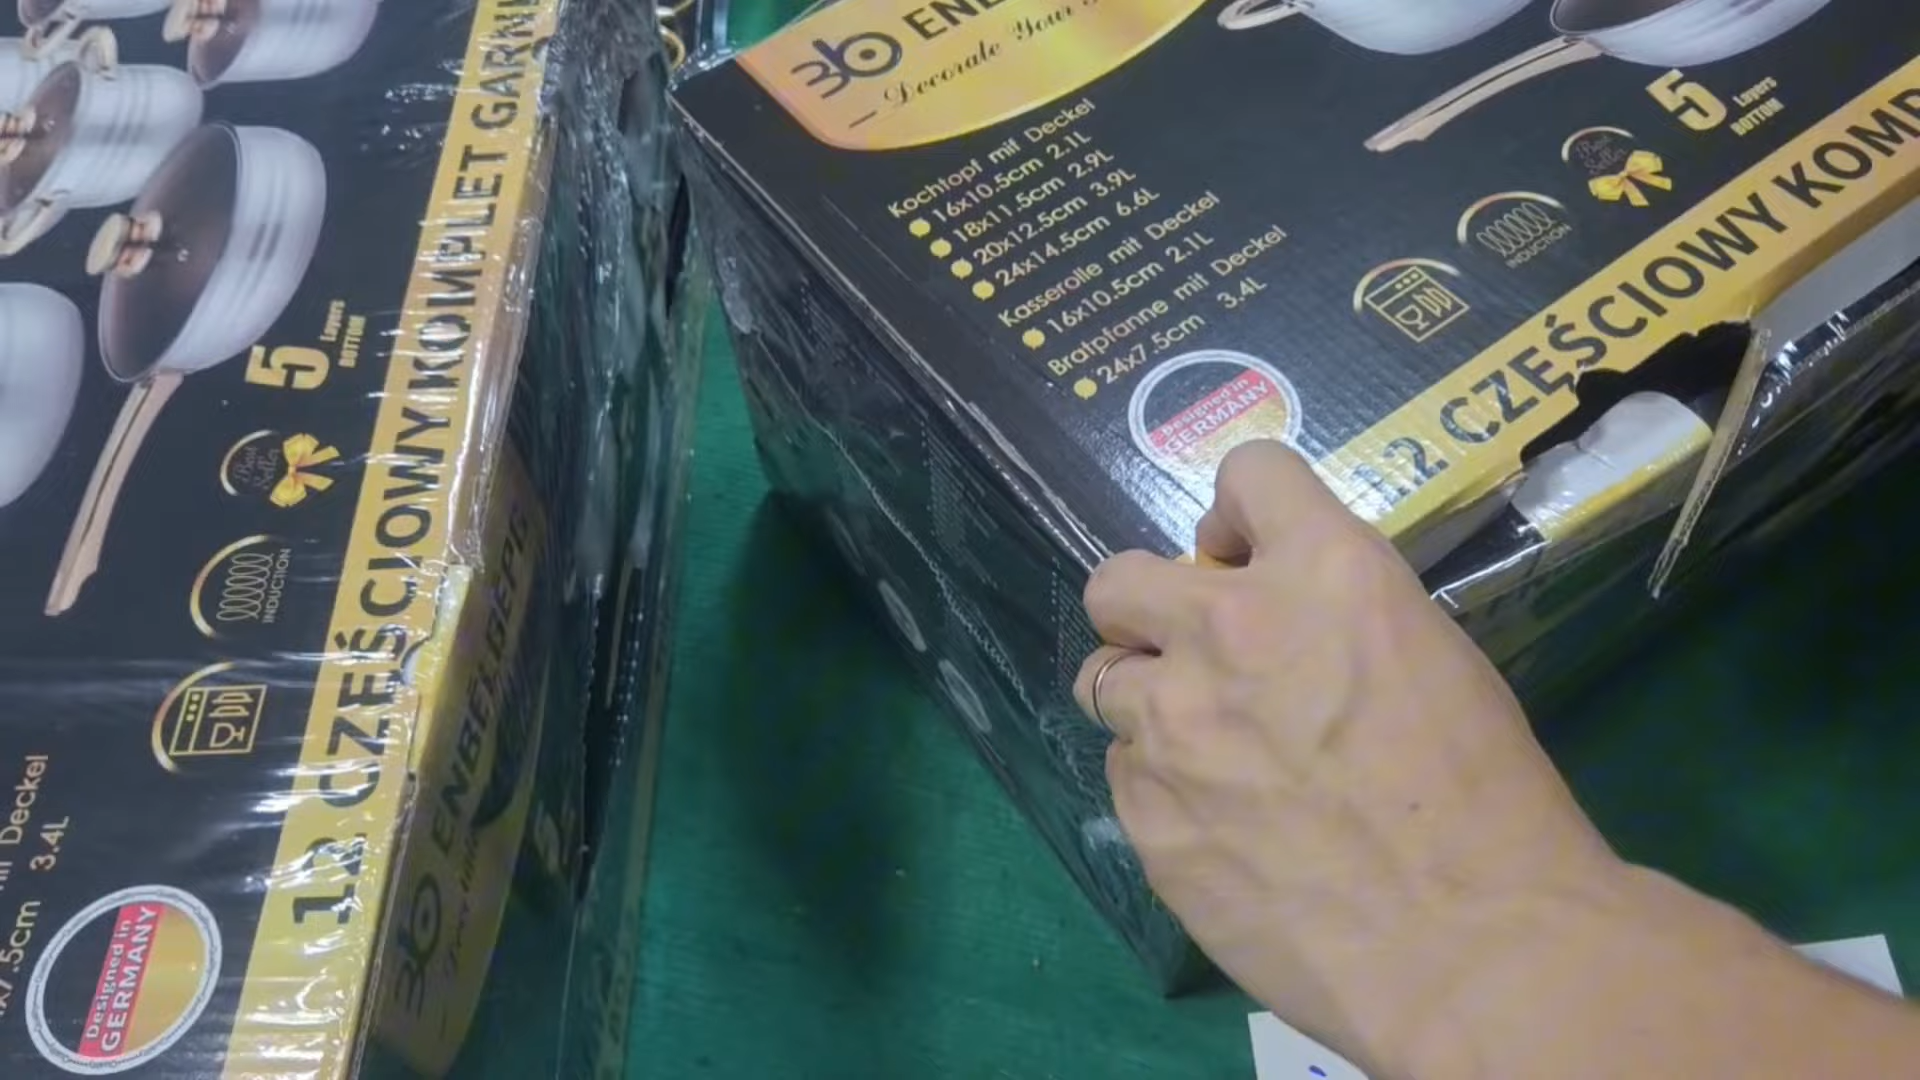 ENB
Decorate Your
Kochtopf mit Deckel
16x10.5cm 2.1L
18x11.5cm 2.9L
20x12.5cm 3.9L
24x14.5cm 6.6L
Kasserolle mit Deckel
16x10.5cm 2.1L
Bratpfanne mit Deckel
24x7.5cm 3.4L
Designed in
GERMANY
5 Layers
BOTTOM
Best
Seller
INDUCTION
12 CZĘŚCIOWY KOMP
5 Layers
BOTTOM
Best
Seller
INDUCTION
12 CZĘŚCIOWY KOMPLET GARN
Deckel
7.5cm 3.4L
Designed in
GERMANY